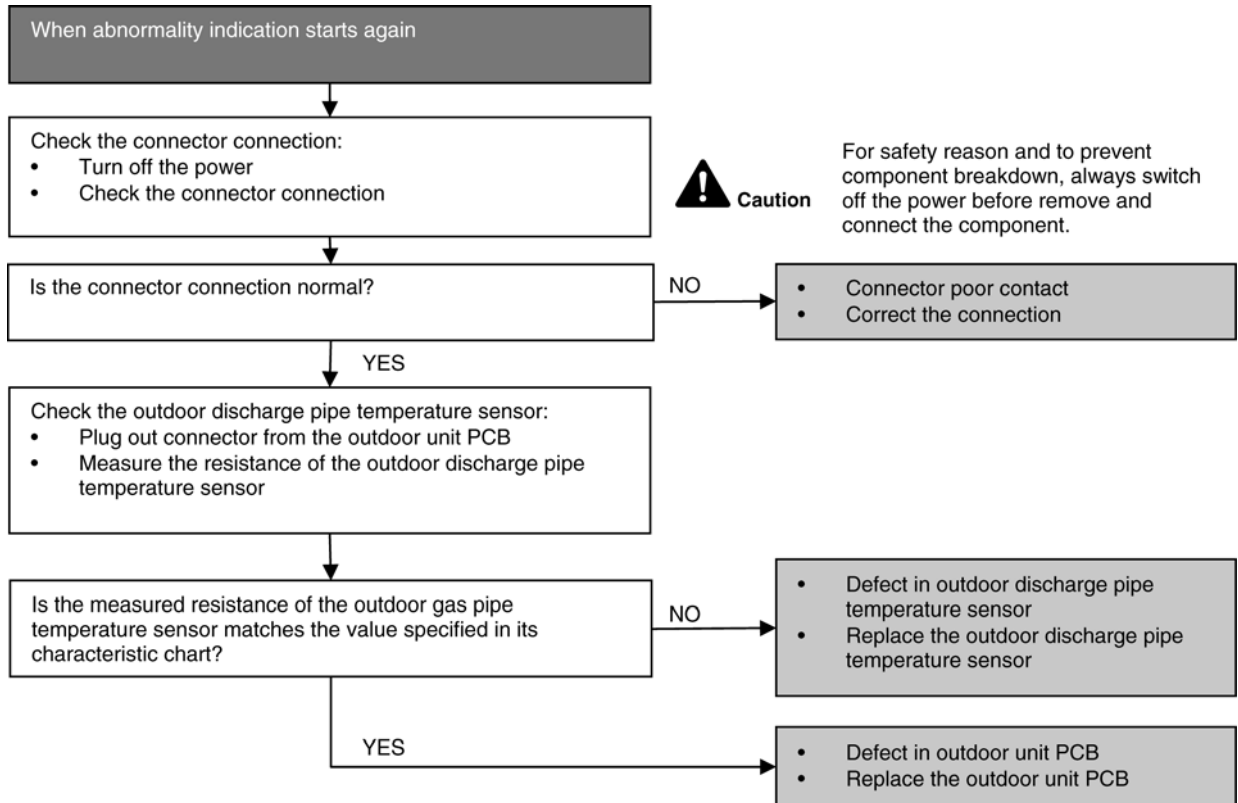 When abnormality indication starts again
Check the connector connection:
• Turn off the power
• Check the connector connection
Caution
For safety reason and to prevent
component breakdown, always switch
off the power before remove and
connect the component.
Is the connector connection normal?
NO
• Connector poor contact
• Correct the connection
YES
Check the outdoor discharge pipe temperature sensor:
• Plug out connector from the outdoor unit PCB
• Measure the resistance of the outdoor discharge pipe
temperature sensor
Is the measured resistance of the outdoor gas pipe
temperature sensor matches the value specified in its
characteristic chart?
NO
• Defect in outdoor discharge pipe
temperature sensor
• Replace the outdoor discharge pipe
temperature sensor
YES
• Defect in outdoor unit PCB
• Replace the outdoor unit PCB